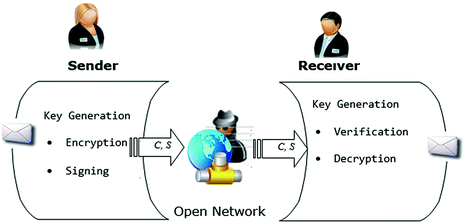 Sender
Receiver
Key Generation
• Encryption
• Signing
C, S
Open Network
C, S
Key Generation
• Verification
• Decryption